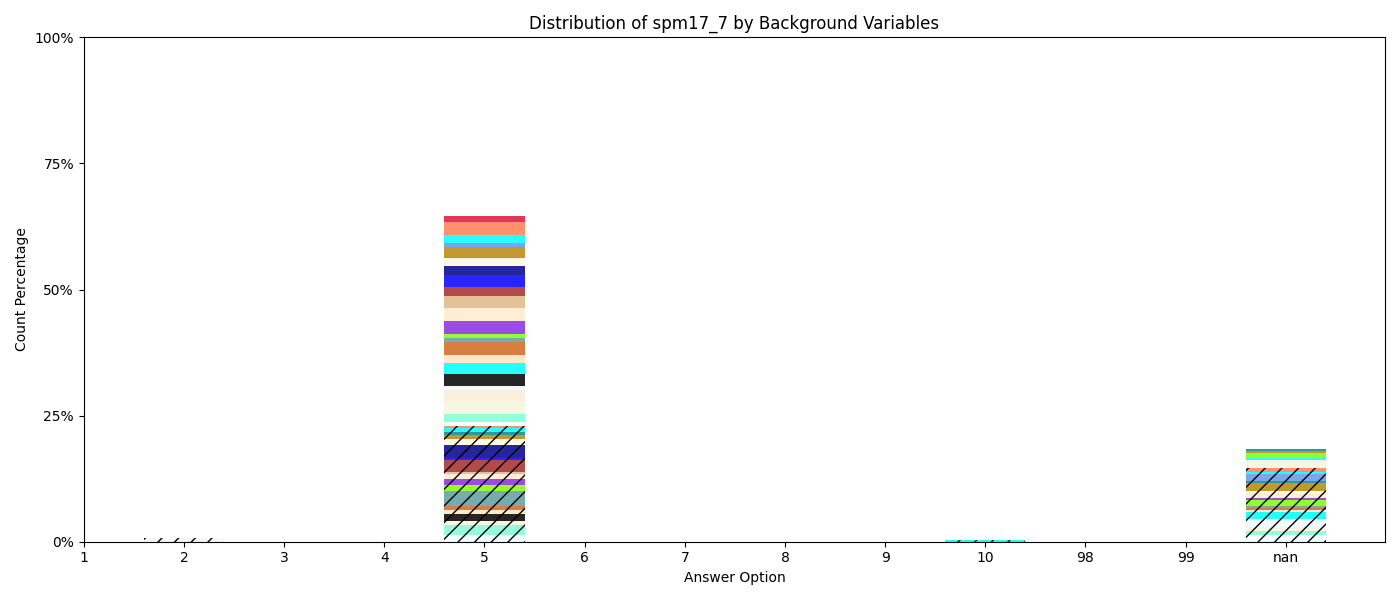 Distribution of spm17_7 by Background Variables
100%
75%
50%
25%
0%
Count Percentage
1 2 3 4 5 6 7 8 9 10 98 99 nan
Answer Option